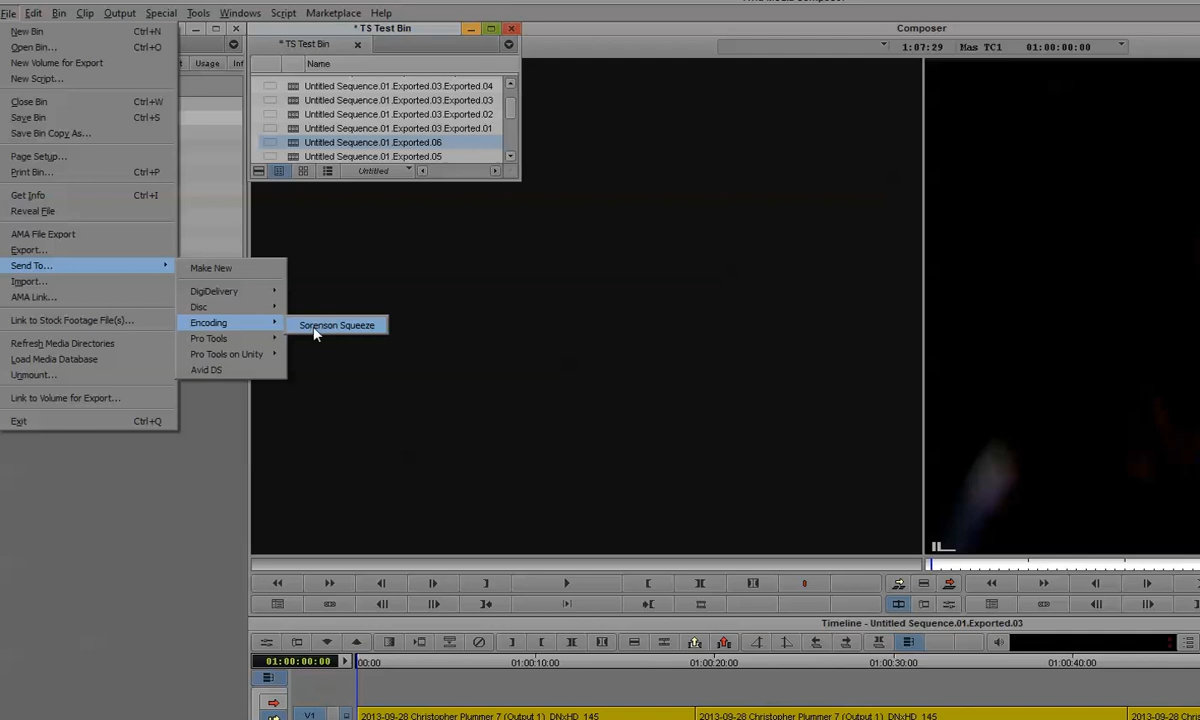 File Edit Bin Clip Output Special Tools Windows Script Marketplace Help
New Bin Ctrl+N
Open Bin... Ctrl+O
New Volume for Export
New Script...
Close Bin Ctrl+W
Save Bin Ctrl+S
Save Bin Copy As...
Page Setup...
Print Bin... Ctrl+P
Get Info Ctrl+I
Reveal File
AMA File Export
Export...
Send To...
Import...
AMA Link...
Link to Stock Footage File(s)...
Refresh Media Directories
Load Media Database
Unmount...
Link to Volume for Export...
Exit Ctrl+Q
Make New
DigiDelivery
Disc
Encoding
Pro Tools
Pro Tools on Unity
Avid DS
Sorenson Squeeze
Usage
* TS Test Bin
* TS Test Bin
Name
Untitled Sequence.01.Exported.03.Exported.04
Untitled Sequence.01.Exported.03.Exported.03
Untitled Sequence.01.Exported.03.Exported.02
Untitled Sequence.01.Exported.03.Exported.01
Untitled Sequence.01.Exported.06
Untitled Sequence.01.Exported.05
Untitled
Composer
1:07:29 Mas TC1 01:00:00:00
Timeline - Untitled Sequence.01.Exported.03
01:00:00:00
00:00 01:00:10:00 01:00:20:00 01:00:30:00 01:00:40:00
V1
2013-09-28 Christopher Plummer 7 (Output 1)_DNxHD_145
2013-09-28 Christopher Plummer 7 (Output 1)_DNxHD_145